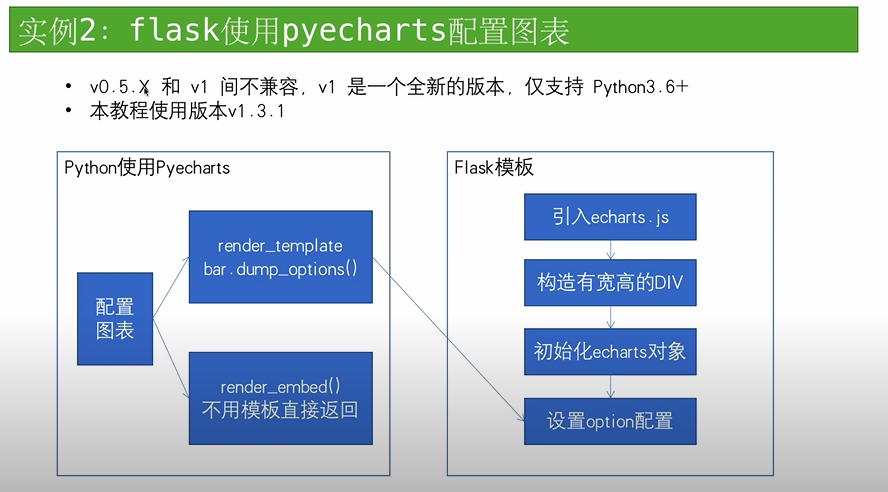 实例2：flask使用pyecharts配置图表
• v0.5.X 和 v1 间不兼容，v1 是一个全新的版本，仅支持 Python3.6+
• 本教程使用版本v1.3.1
Python使用Pyecharts
配置
图表
render_template
bar.dump_options()
render_embed()
不用模板直接返回
Flask模板
引入echarts.js
构造有宽高的DIV
初始化echarts对象
设置option配置